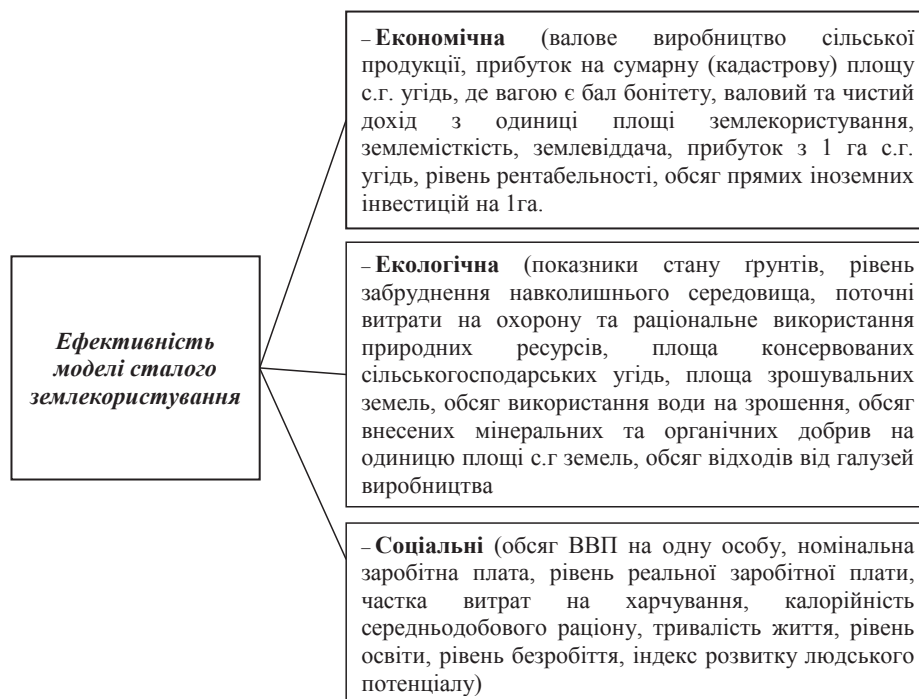 – Економічна (валове виробництво сільської
продукції, прибуток на сумарну (кадастрову) площу
с.г. угідь, де вагою є бал бонітету, валовий та чистий
дохід з одиниці площі землекористування,
землемісткість, землевіддача, прибуток з 1 га с.г.
угідь, рівень рентабельності, обсяг прямих іноземних
інвестицій на 1га.
Ефективність
моделі сталого
землекористування
– Екологічна (показники стану ґрунтів, рівень
забруднення навколишнього середовища, поточні
витрати на охорону та раціональне використання
природних ресурсів, площа консервованих
сільськогосподарських угідь, площа зрошувальних
земель, обсяг використання води на зрошення, обсяг
внесених мінеральних та органічних добрив на
одиницю площі с.г земель, обсяг відходів від галузей
виробництва
– Соціальні (обсяг ВВП на одну особу, номінальна
заробітна плата, рівень реальної заробітної плати,
частка витрат на харчування, калорійність
середньодобового раціону, тривалість життя, рівень
освіти, рівень безробіття, індекс розвитку людського
потенціалу)